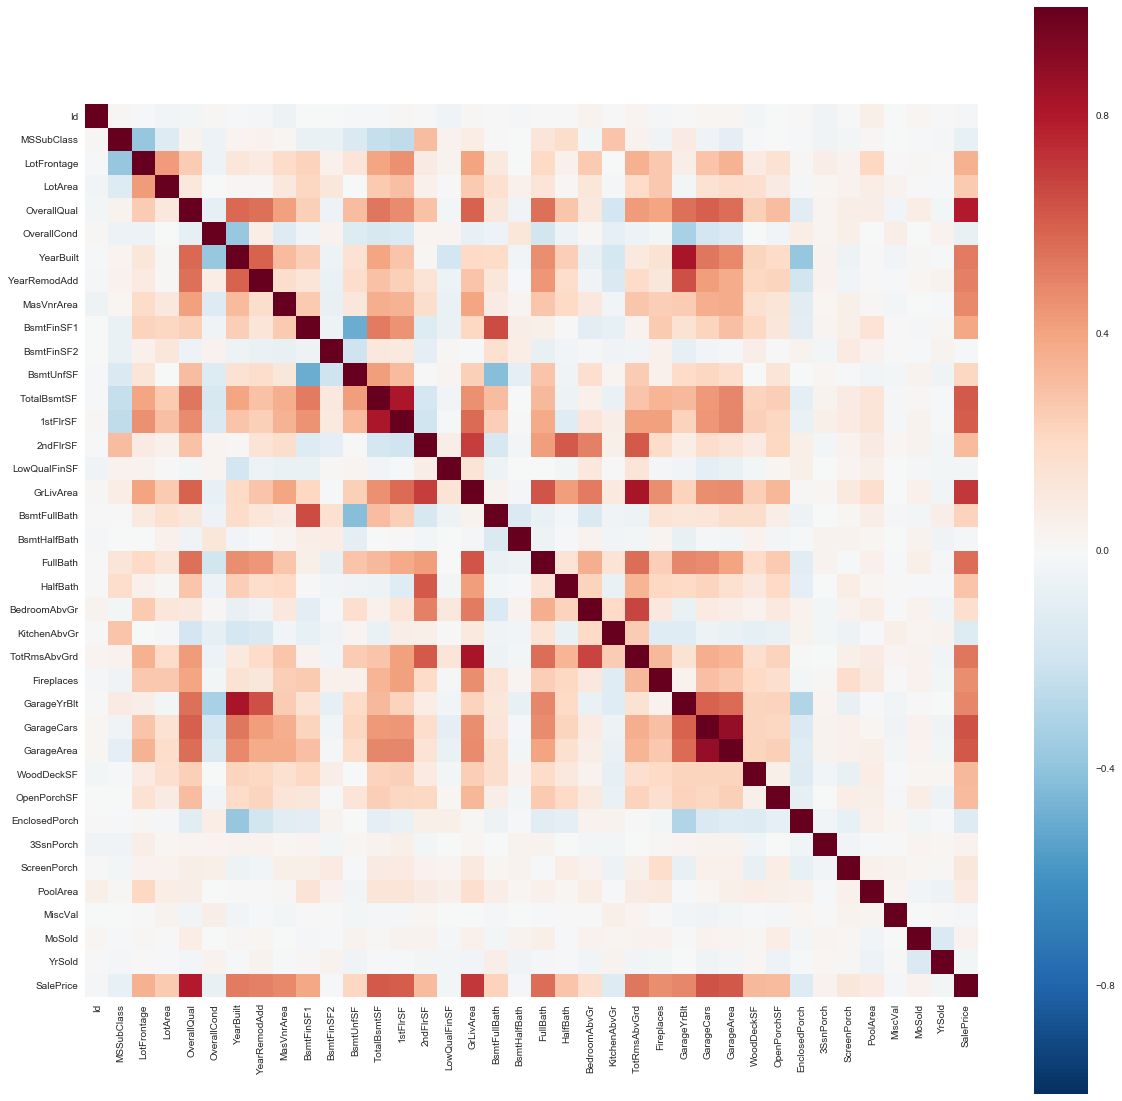 Id
MSSubClass
LotFrontage
LotArea
OverallQual
OverallCond
YearBuilt
YearRemodAdd
MasVnrArea
BsmtFinSF1
BsmtFinSF2
BsmtUnfSF
TotalBsmtSF
1stFlrSF
2ndFlrSF
LowQualFinSF
GrLivArea
BsmtFullBath
BsmtHalfBath
FullBath
HalfBath
BedroomAbvGr
KitchenAbvGr
TotRmsAbvGrd
Fireplaces
GarageYrBlt
GarageCars
GarageArea
WoodDeckSF
OpenPorchSF
EnclosedPorch
3SsnPorch
ScreenPorch
PoolArea
MiscVal
MoSold
YrSold
SalePrice
Id
MSSubClass
LotFrontage
LotArea
OverallQual
OverallCond
YearBuilt
YearRemodAdd
MasVnrArea
BsmtFinSF1
BsmtFinSF2
BsmtUnfSF
TotalBsmtSF
1stFlrSF
2ndFlrSF
LowQualFinSF
GrLivArea
BsmtFullBath
BsmtHalfBath
FullBath
HalfBath
BedroomAbvGr
KitchenAbvGr
TotRmsAbvGrd
Fireplaces
GarageYrBlt
GarageCars
GarageArea
WoodDeckSF
OpenPorchSF
EnclosedPorch
3SsnPorch
ScreenPorch
PoolArea
MiscVal
MoSold
YrSold
SalePrice
0.8
0.4
0.0
−0.4
−0.8